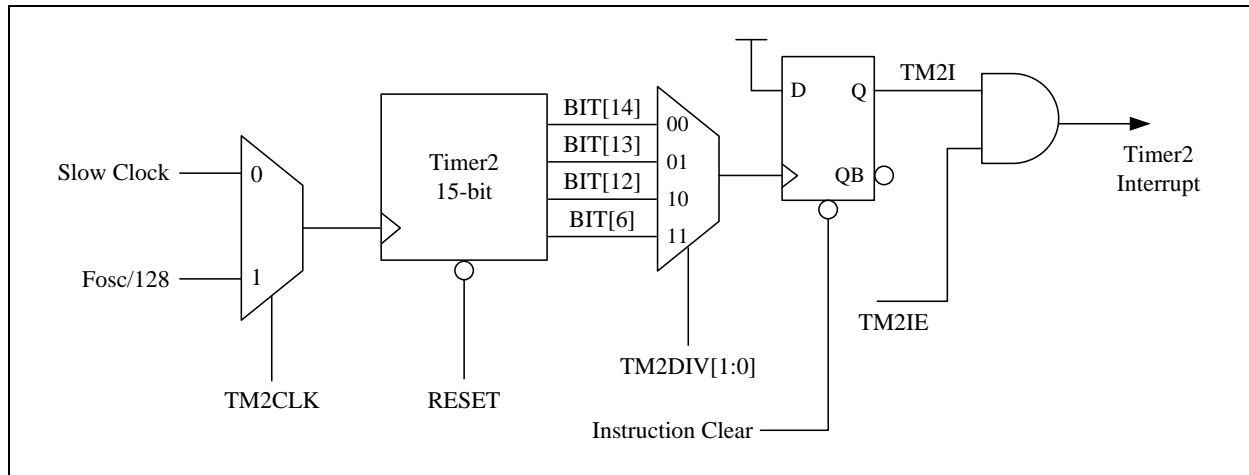 Slow Clock
Fosc/128
TM2CLK
0
1
Timer2
15-bit
RESET
BIT[14]
BIT[13]
BIT[12]
BIT[6]
00
01
10
11
TM2DIV[1:0]
D
Q
QB
Instruction Clear
TM2I
TM2IE
Timer2
Interrupt